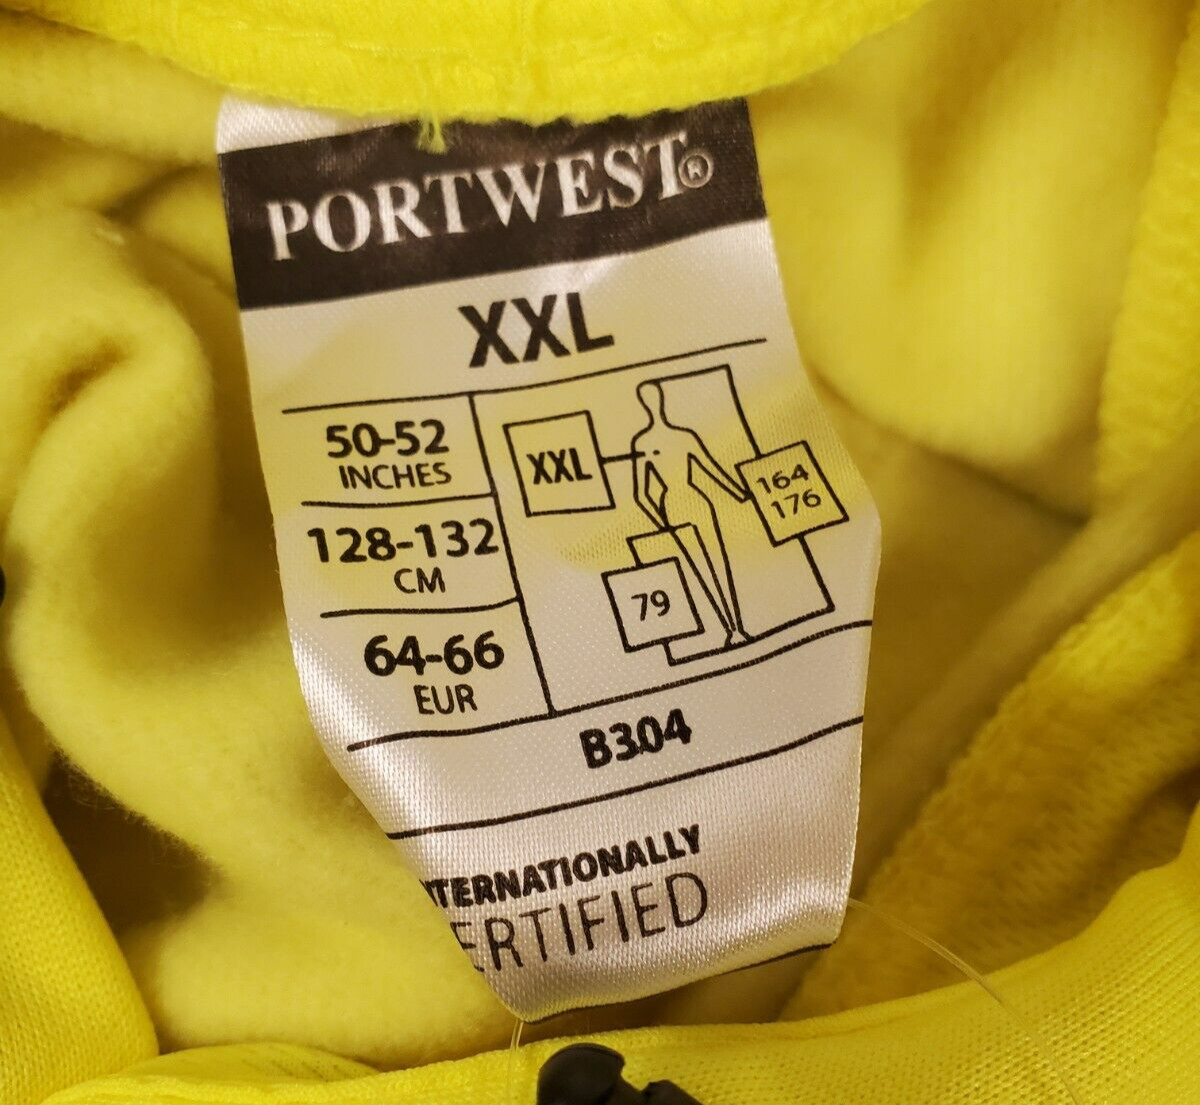 PORTWEST®
XXL
50-52
INCHES
128-132
CM
64-66
EUR
XXL
164
176
79
B304
NTERNATIONALLY
ERTIFIED